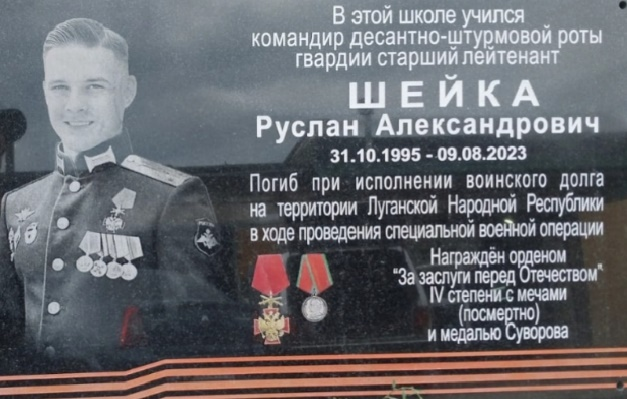 В этой школе учился
командир десантно-штурмовой роты
гвардии старший лейтенант
ШЕЙКА
Руслан Александрович
31.10.1995 - 09.08.2023
Погиб при исполнении воинского долга
на территории Луганской Народной Республики
в ходе проведения специальной военной операции
Награждён орденом
"За заслуги перед Отечеством"
IV степени с мечами
(посмертно)
и медалью Суворова